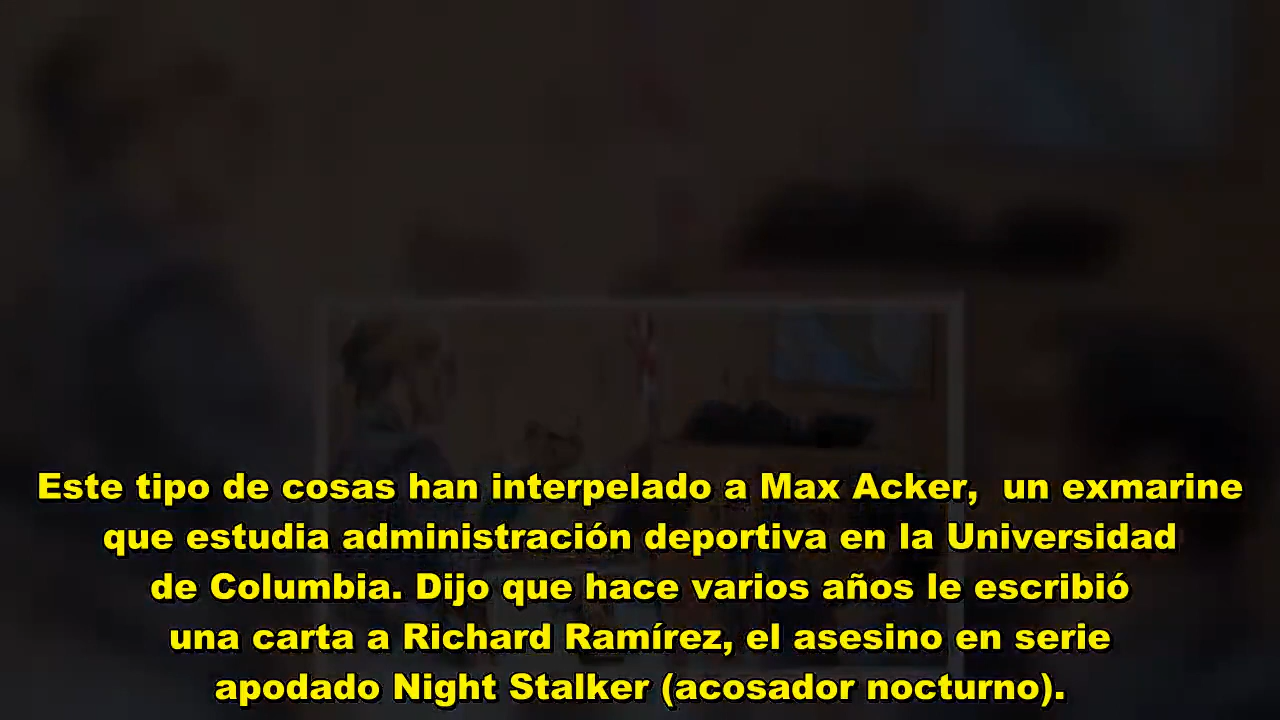 Este tipo de cosas han interpelado a Max Acker,  un exmarine
que estudia administración deportiva en la Universidad
de Columbia. Dijo que hace varios años le escribió
una carta a Richard Ramírez, el asesino en serie
apodado Night Stalker (acosador nocturno).